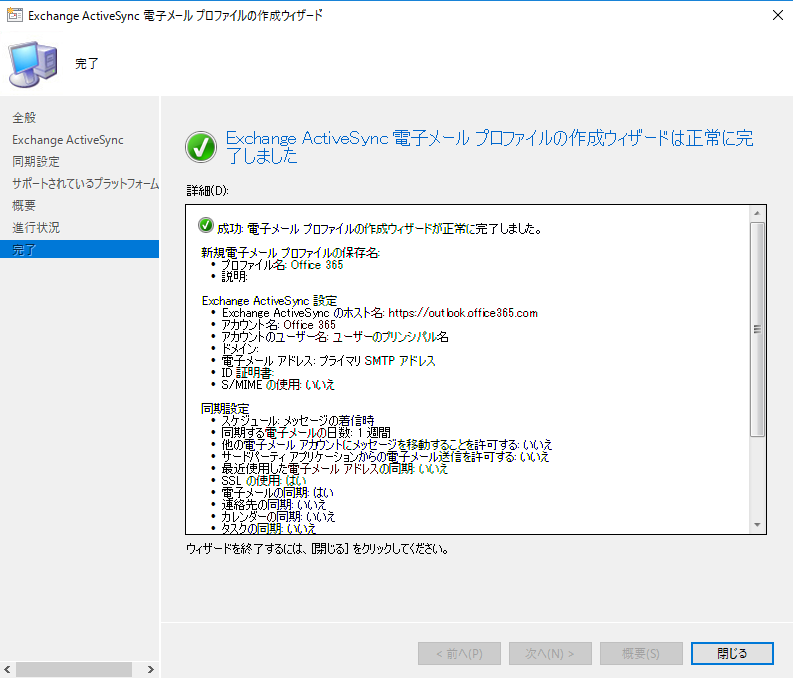 Exchange ActiveSync 電子メール プロファイルの作成ウィザード
完了
全般
Exchange ActiveSync
同期設定
サポートされているプラットフォーム
概要
進行状況
完了
Exchange ActiveSync 電子メール プロファイルの作成ウィザードは正常に完
了しました
詳細(D):
成功: 電子メール プロファイルの作成ウィザードが正常に完了しました。
新規電子メール プロファイルの保存名:
• プロファイル名: Office 365
• 説明:
Exchange ActiveSync 設定
• Exchange ActiveSync のホスト名: https://outlook.office365.com
• アカウント名: Office 365
• アカウントのユーザー名: ユーザーのプリンシパル名
• ドメイン:
• 電子メール アドレス: プライマリ SMTP アドレス
• ID 証明書:
• S/MIME の使用: いいえ
同期設定
• スケジュール: メッセージの着信時
• 同期する電子メールの日数: 1 週間
• 他の電子メール アカウントにメッセージを移動することを許可する: いいえ
• サードパーティ アプリケーションからの電子メール送信を許可する: いいえ
• 最近使用した電子メール アドレスの同期: いいえ
• SSL の使用: はい
• 電子メールの同期: はい
• 連絡先の同期: いいえ
• カレンダーの同期: いいえ
• タスクの同期: いいえ
ウィザードを終了するには、[閉じる] をクリックしてください。
< 前へ(P)
次へ(N) >
概要(S)
閉じる